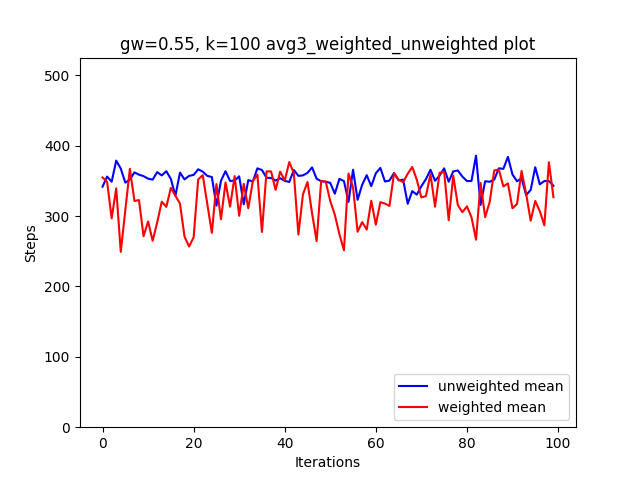 gw=0.55, k=100 avg3_weighted_unweighted plot
Steps
500
400
300
200
100
0
0 20 40 60 80 100
Iterations
unweighted mean
weighted mean